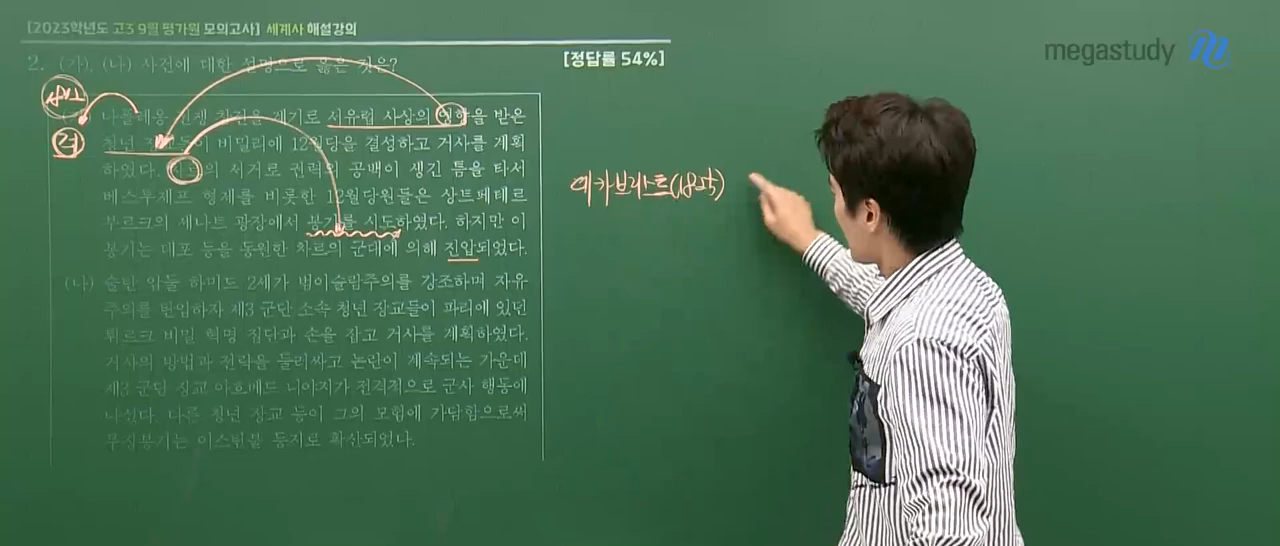 [2023학년도 고3 9월 평가원 모의고사] 세계사 해설강의
megastudy
2. (가), (나) 사건에 대한 설명으로 옳은 것은?
[정답률 54%]
나폴레옹 전쟁 참전을 계기로 서유럽 사상의 영향을 받은
청년 장교들이 비밀리에 12월당을 결성하고 거사를 계획
하였다. 의 서거로 권력의 공백이 생긴 틈을 타서
베스투제프 형제를 비롯한 12월당원들은 상트페테르
부르크의 세나트 광장에서 봉기를 시도하였다. 하지만 이
봉기는 대포 등을 동원한 차르의 군대에 의해 진압되었다.
(나) 술탄 압둘 하미드 2세가 범이슬람주의를 강조하며 자유
주의를 탄압하자 제3 군단 소속 청년 장교들이 파리에 있던
튀르크 비밀 혁명 집단과 손을 잡고 거사를 계획하였다.
거사의 방법과 전략을 둘러싸고 논란이 계속되는 가운데
제3 군단 장교 아흐메드 니야지가 전격적으로 군사 행동에
나섰다. 다른 청년 장교 등이 그의 모험에 가담함으로써
무장봉기는 이스탄불 등지로 확산되었다.
러
데카브리스트(1825)